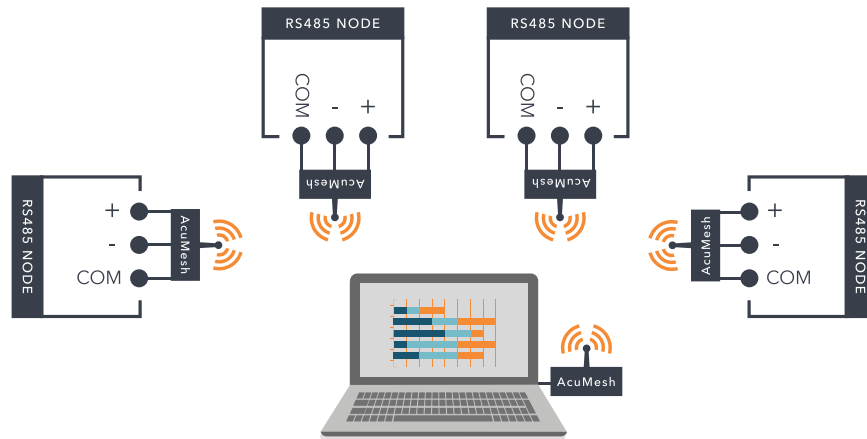 RS485 NODE
COM - +
AcuMesh
RS485 NODE
COM - +
AcuMesh
RS485 NODE
+
-
COM
AcuMesh
RS485 NODE
+
-
COM
AcuMesh
AcuMesh